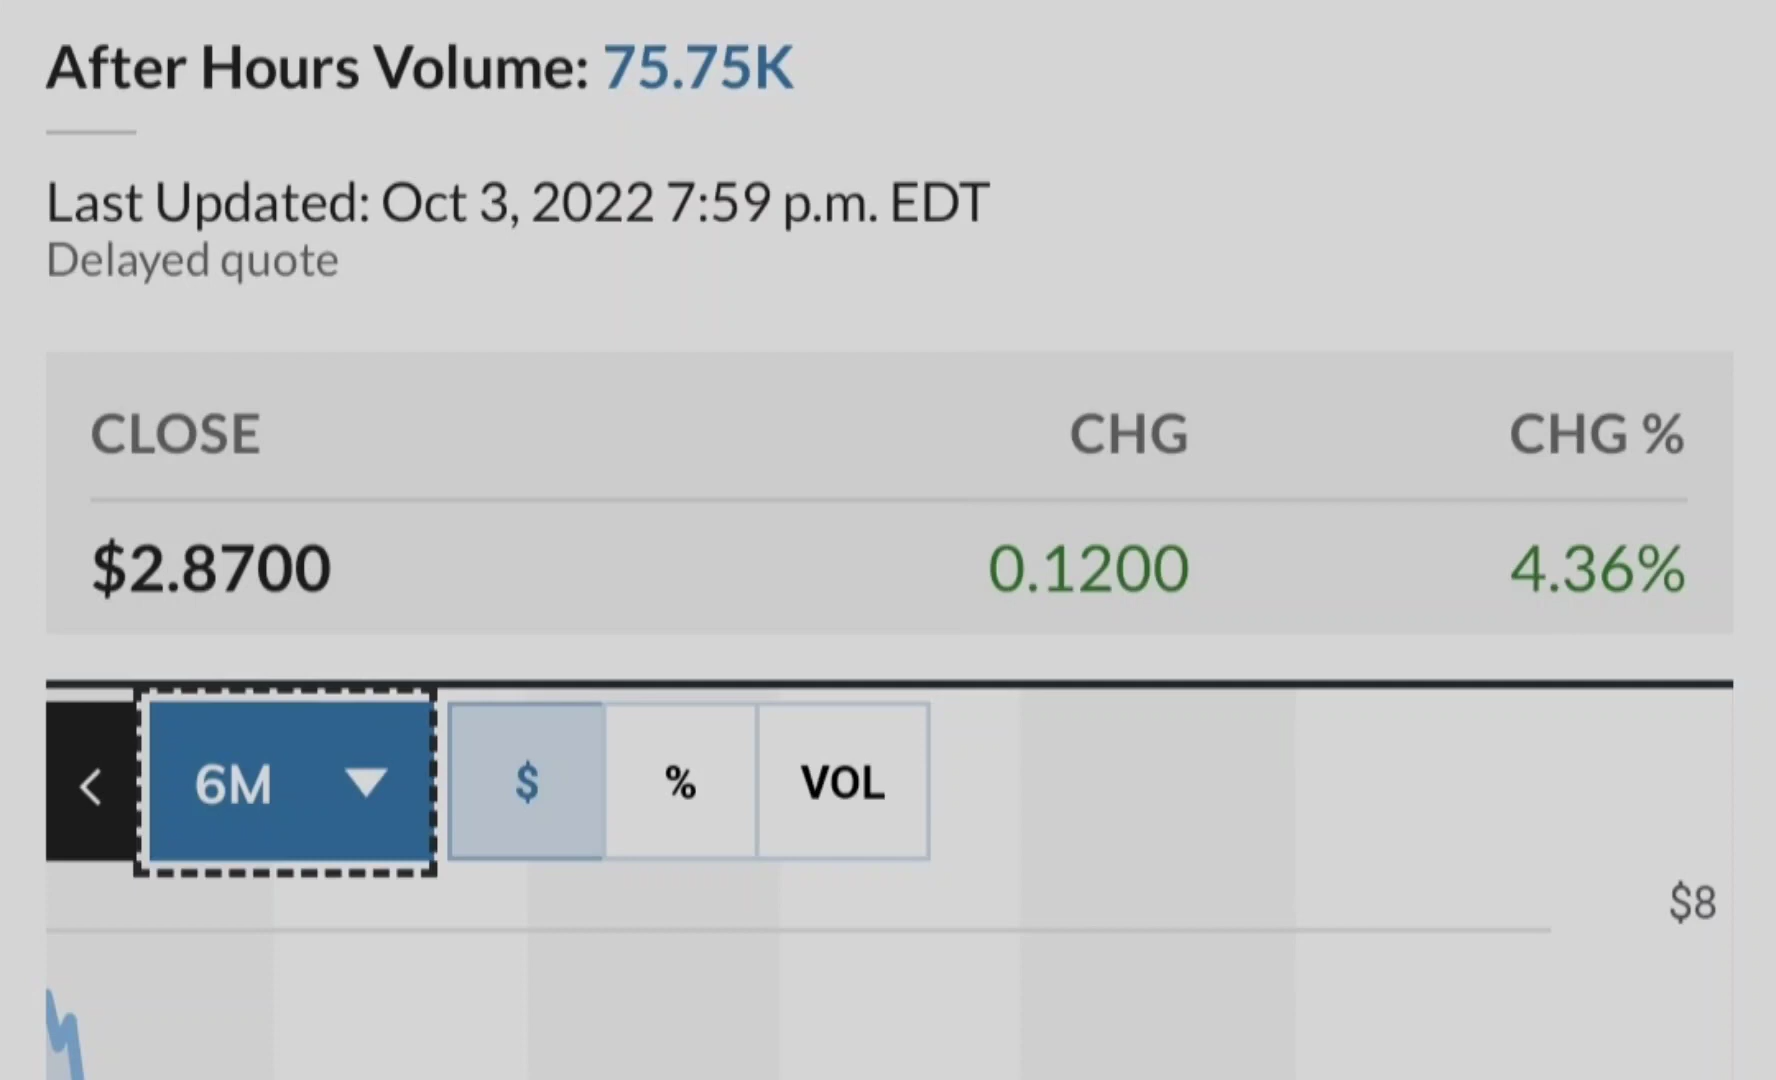 After Hours Volume: 75.75K
Last Updated: Oct 3, 2022 7:59 p.m. EDT
Delayed quote
CLOSE CHG CHG %
$2.8700 0.1200 4.36%
6M $ % VOL
$8